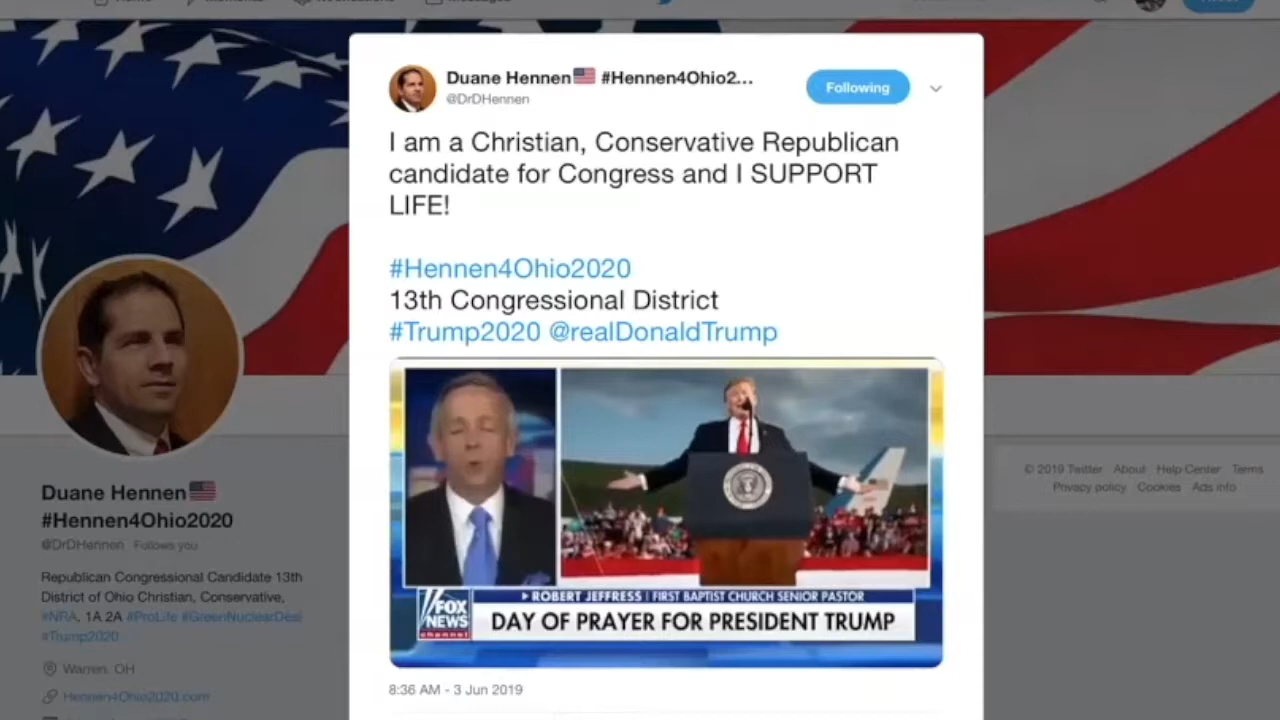 Duane Hennen🇺🇸 #Hennen4Ohio2...
@DrDHennen
Following
I am a Christian, Conservative Republican
candidate for Congress and I SUPPORT
LIFE!
#Hennen4Ohio2020
13th Congressional District
#Trump2020 @realDonaldTrump
ROBERT JEFFRESS | FIRST BAPTIST CHURCH SENIOR PASTOR
FOX
NEWS
channel
DAY OF PRAYER FOR PRESIDENT TRUMP
8:36 AM - 3 Jun 2019
Duane Hennen🇺🇸
#Hennen4Ohio2020
@DrDHennen Follows you
Republican Congressional Candidate 13th
District of Ohio Christian, Conservative,
#NRA, 1A 2A #ProLife #GreenNuclearDeal
#Trump2020
Warren, OH
Hennen4Ohio2020.com
© 2019 Twitter About Help Center Terms
Privacy policy Cookies Ads info